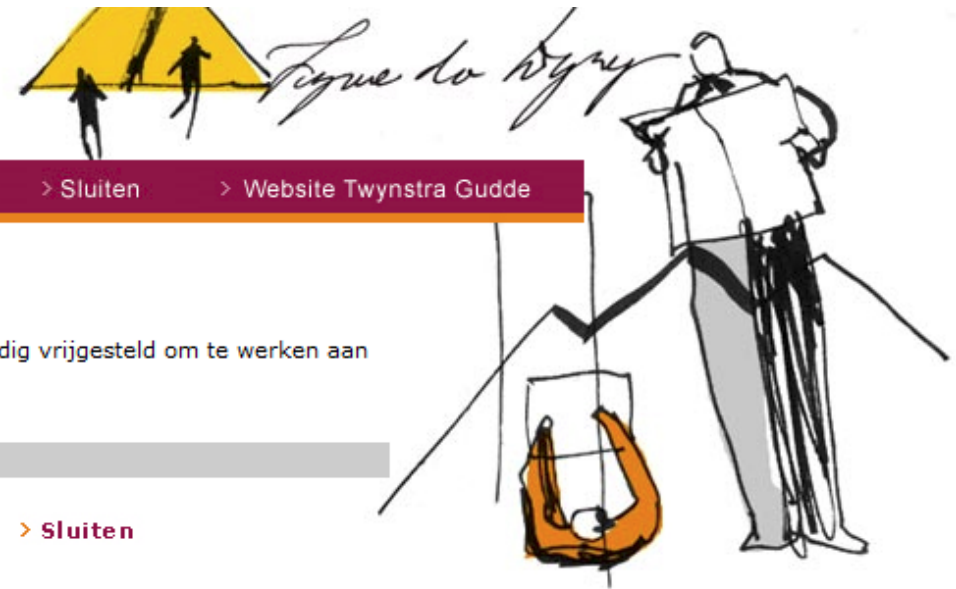 > Sluiten > Website Twynstra Gudde
dig vrijgesteld om te werken aan
> Sluiten